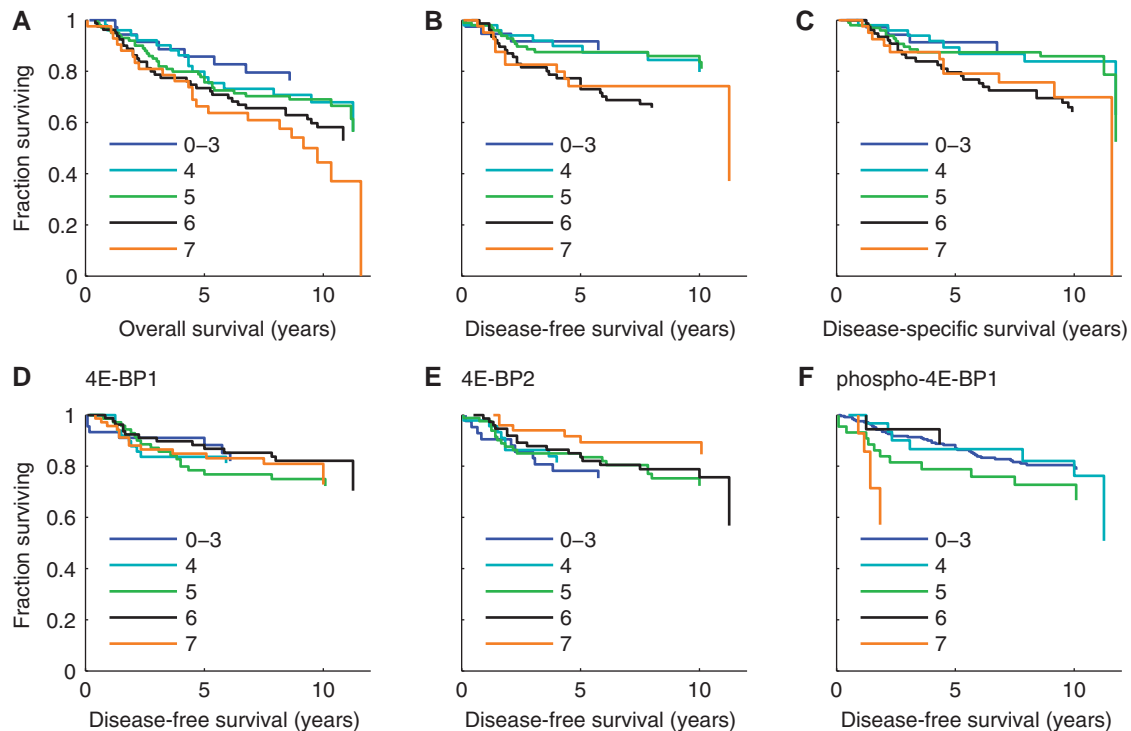 A
Fraction surviving
1
0.8
0.6
0.4
0.2
0
0–3
4
5
6
7
0 5 10
Overall survival (years)
B
0–3
4
5
6
7
0 5 10
Disease-free survival (years)
C
0–3
4
5
6
7
0 5 10
Disease-specific survival (years)
D 4E-BP1
Fraction surviving
1
0.8
0.6
0.4
0.2
0
0–3
4
5
6
7
0 5 10
Disease-free survival (years)
E 4E-BP2
0–3
4
5
6
7
0 5 10
Disease-free survival (years)
F phospho-4E-BP1
0–3
4
5
6
7
0 5 10
Disease-free survival (years)